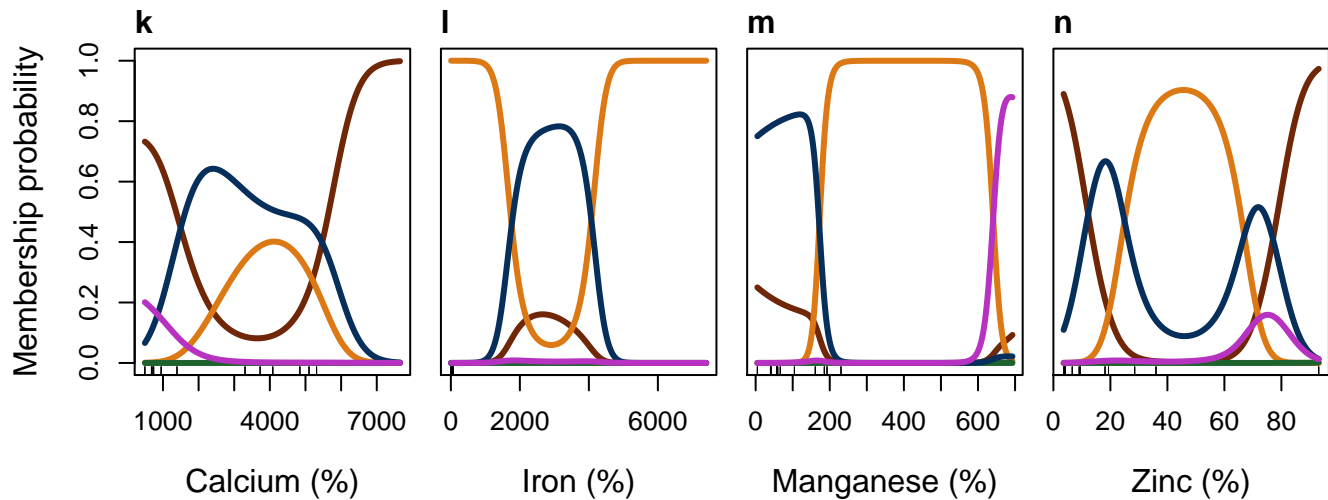 k l m n
Membership probability
0.0 0.2 0.4 0.6 0.8 1.0
1000 4000 7000
0 2000 6000
0 200 400 600
0 20 40 60 80
Calcium (%) Iron (%) Manganese (%) Zinc (%)